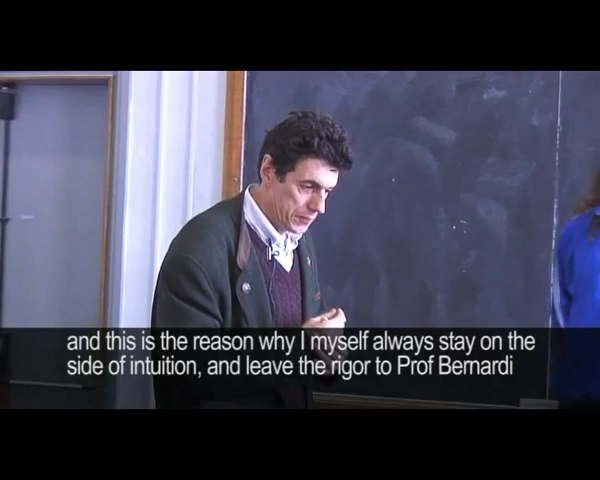 and this is the reason why I myself always stay on the
side of intuition, and leave the rigor to Prof Bernardi